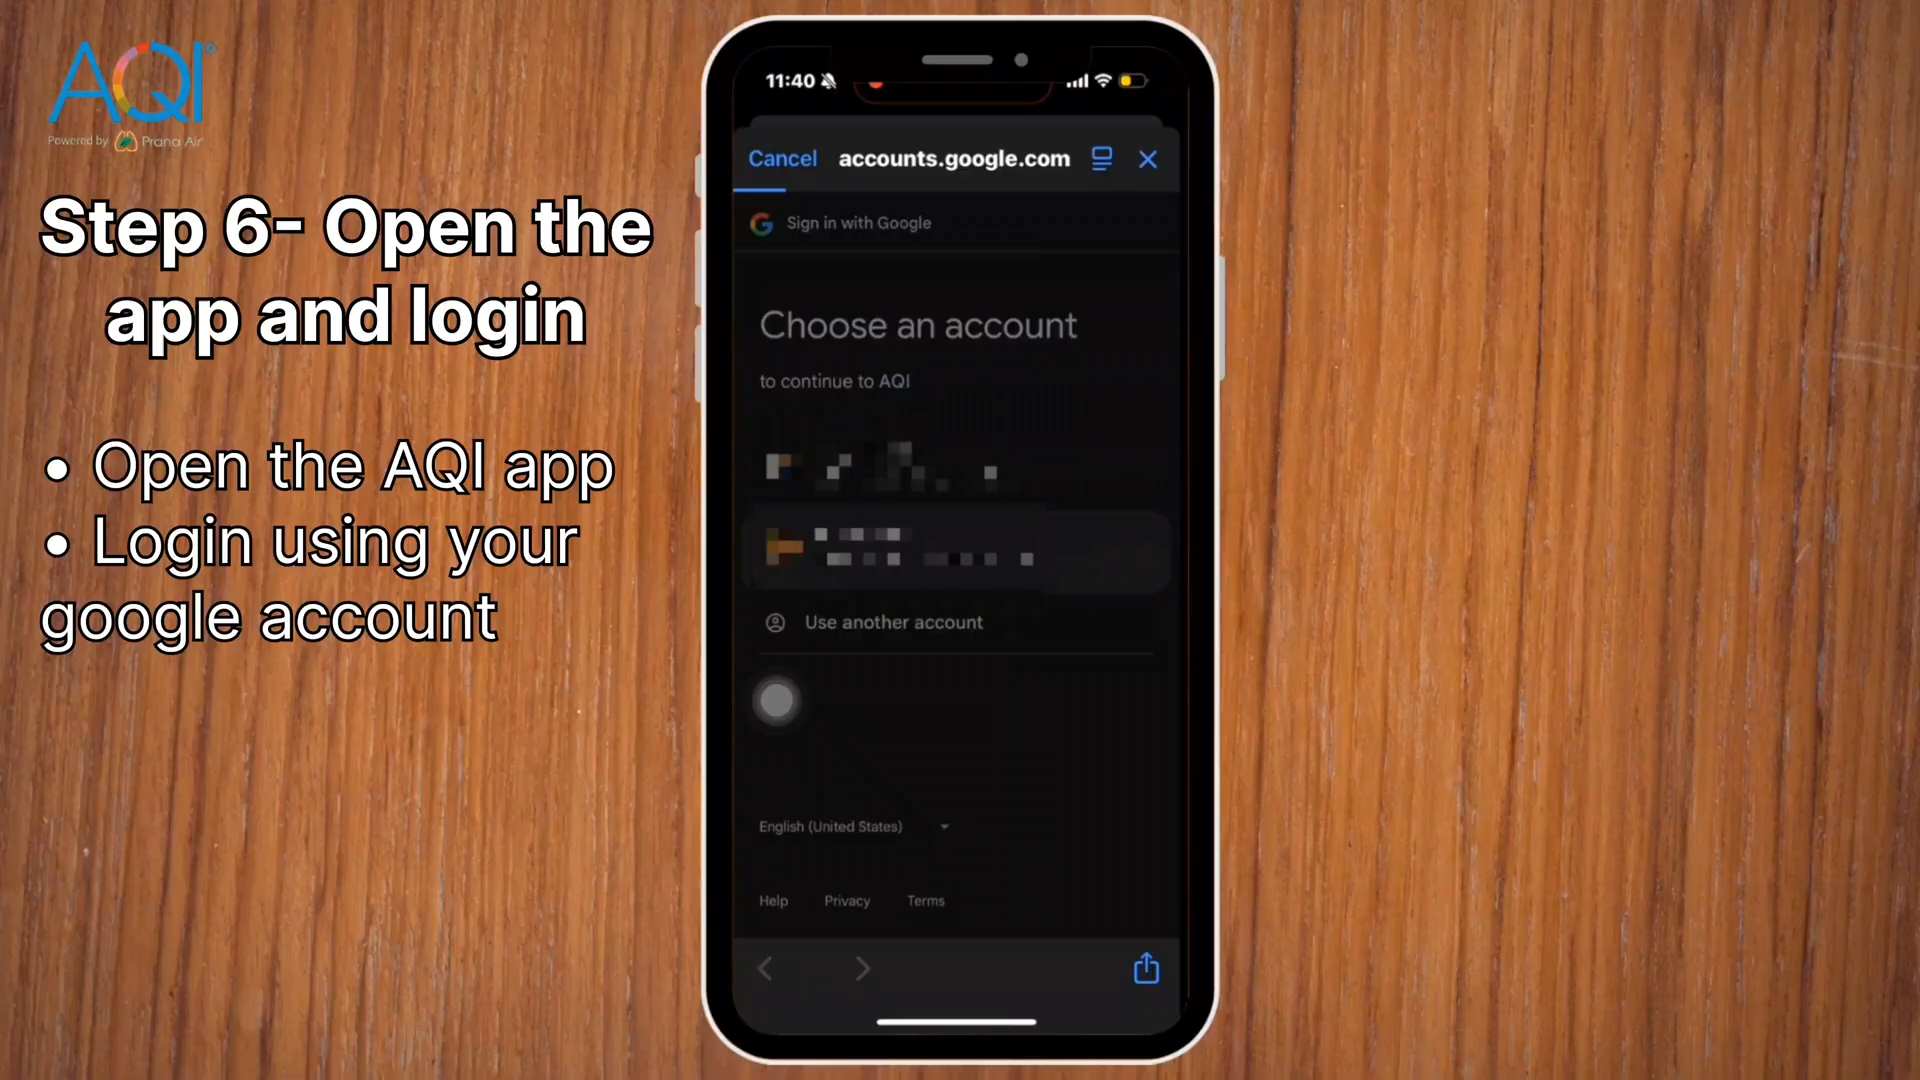 AQI
Powered by Prana Air
Step 6- Open the
app and login
• Open the AQI app
• Login using your
google account
11:40
Cancel accounts.google.com
Sign in with Google
Choose an account
to continue to AQI
Use another account
English (United States)
Help Privacy Terms